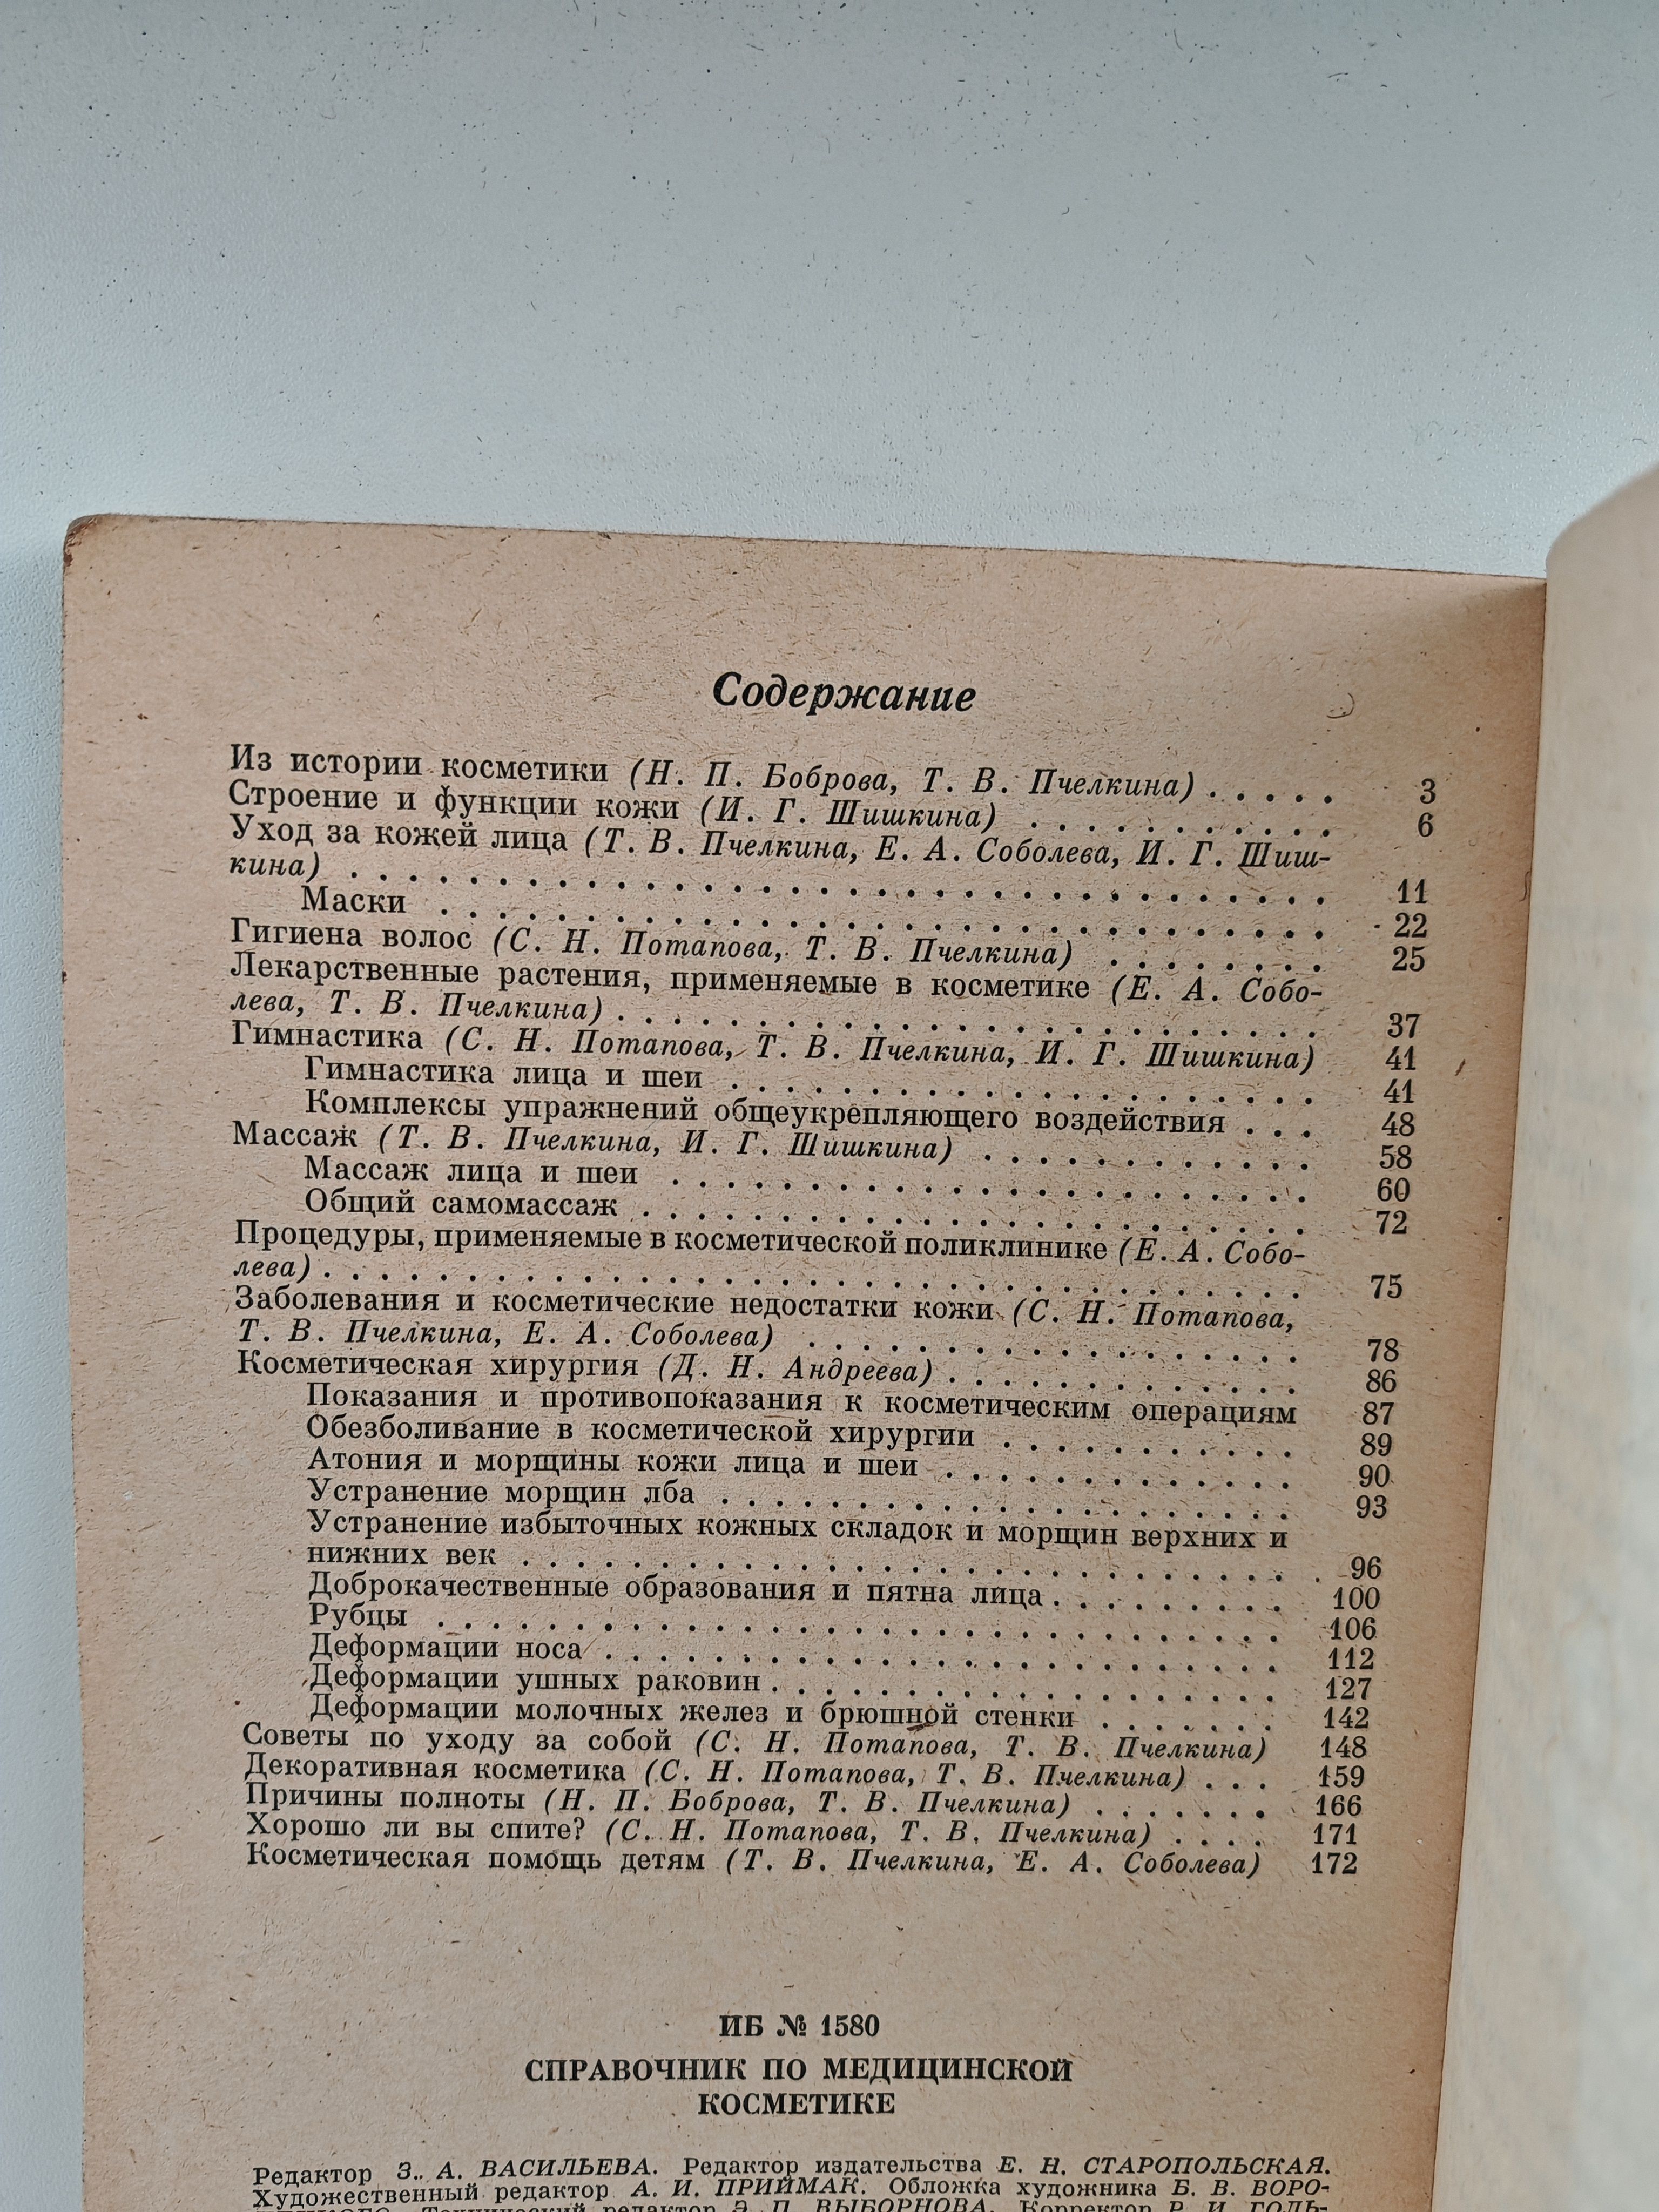 Содержание
Из истории косметики (Н. П. Боброва, Т. В. Пчелкина) . . . . . 3
Строение и функции кожи (И. Г. Шишкина) . . . . . . . . . . . 6
Уход за кожей лица (Т. В. Пчелкина, Е. А. Соболева, И. Г. Шиш-
кина) . . . . . . . . . . . . . . . . . . . . . . . . . . . . . . . . . . 11
Маски . . . . . . . . . . . . . . . . . . . . . . . . . . . . . . . 22
Гигиена волос (С. Н. Потапова, Т. В. Пчелкина) . . . . . . . . 25
Лекарственные растения, применяемые в косметике (Е. А. Собо-
лева, Т. В. Пчелкина) . . . . . . . . . . . . . . . . . . . . . . . . . 37
Гимнастика (С. Н. Потапова, Т. В. Пчелкина, И. Г. Шишкина) 41
Гимнастика лица и шеи . . . . . . . . . . . . . . . . . . . . . 41
Комплексы упражнений общеукрепляющего воздействия . . . 48
Массаж (Т. В. Пчелкина, И. Г. Шишкина) . . . . . . . . . . . . 58
Массаж лица и шеи . . . . . . . . . . . . . . . . . . . . . . . 60
Общий самомассаж . . . . . . . . . . . . . . . . . . . . . . . . 72
Процедуры, применяемые в косметической поликлинике (Е. А. Собо-
лева) . . . . . . . . . . . . . . . . . . . . . . . . . . . . . . . . . . . 75
Заболевания и косметические недостатки кожи (С. Н. Потапова,
Т. В. Пчелкина, Е. А. Соболева) . . . . . . . . . . . . . . . . . . 78
Косметическая хирургия (Д. Н. Андреева) . . . . . . . . . . . . . 86
Показания и противопоказания к косметическим операциям 87
Обезболивание в косметической хирургии . . . . . . . . . . . 89
Атония и морщины кожи лица и шеи . . . . . . . . . . . . . 90
Устранение морщин лба . . . . . . . . . . . . . . . . . . . . . 93
Устранение избыточных кожных складок и морщин верхних и
нижних век . . . . . . . . . . . . . . . . . . . . . . . . . . . . 96
Доброкачественные образования и пятна лица . . . . . . . . . 100
Рубцы . . . . . . . . . . . . . . . . . . . . . . . . . . . . . . . 106
Деформации носа . . . . . . . . . . . . . . . . . . . . . . . . . 112
Деформации ушных раковин . . . . . . . . . . . . . . . . . . . 127
Деформации молочных желез и брюшной стенки . . . . . . . 142
Советы по уходу за собой (С. Н. Потапова, Т. В. Пчелкина) 148
Декоративная косметика (С. Н. Потапова, Т. В. Пчелкина) . . . 159
Причины полноты (Н. П. Боброва, Т. В. Пчелкина) . . . . . . . 166
Хорошо ли вы спите? (С. Н. Потапова, Т. В. Пчелкина) . . . . 171
Косметическая помощь детям (Т. В. Пчелкина, Е. А. Соболева) 172
ИБ № 1580
СПРАВОЧНИК ПО МЕДИЦИНСКОЙ
КОСМЕТИКЕ
Редактор З. А. ВАСИЛЬЕВА. Редактор издательства Е. Н. СТАРОПОЛЬСКАЯ.
Художественный редактор А. И. ПРИЙМАК. Обложка художника Б. В. ВОРО-
Технический редактор Э. П. ВЫБОРНОВА. Корректор Р. И. ГОЛЬ-